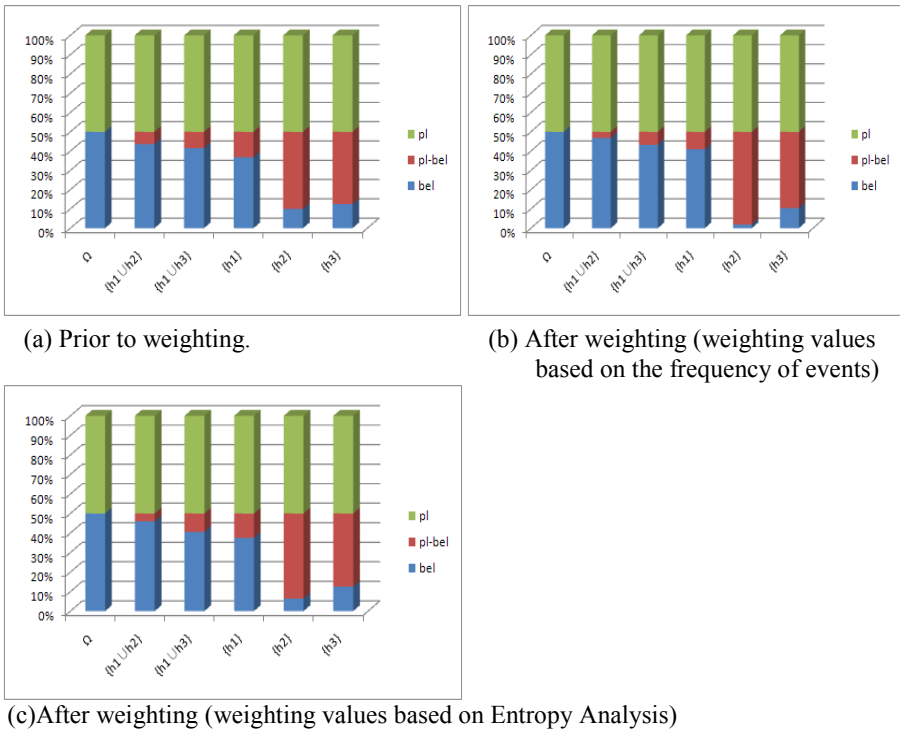 100%
90%
80%
70%
60%
50%
40%
30%
20%
10%
0%
Ω
{h1∪h2}
{h1∪h3}
{h1}
{h2}
{h3}
pl
pl-bel
bel
(a) Prior to weighting.
100%
90%
80%
70%
60%
50%
40%
30%
20%
10%
0%
Ω
{h1∪h2}
{h1∪h3}
{h1}
{h2}
{h3}
pl
pl-bel
bel
(b) After weighting (weighting values
based on the frequency of events)
100%
90%
80%
70%
60%
50%
40%
30%
20%
10%
0%
Ω
{h1∪h2}
{h1∪h3}
{h1}
{h2}
{h3}
pl
pl-bel
bel
(c)After weighting (weighting values based on Entropy Analysis)